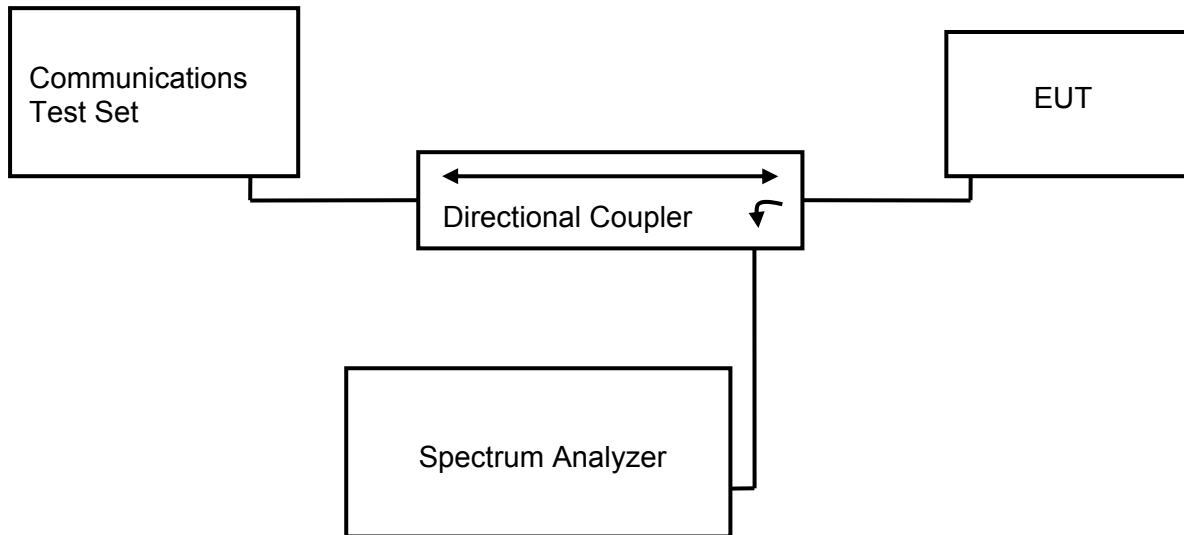 Communications
Test Set
EUT
Directional Coupler
Spectrum Analyzer